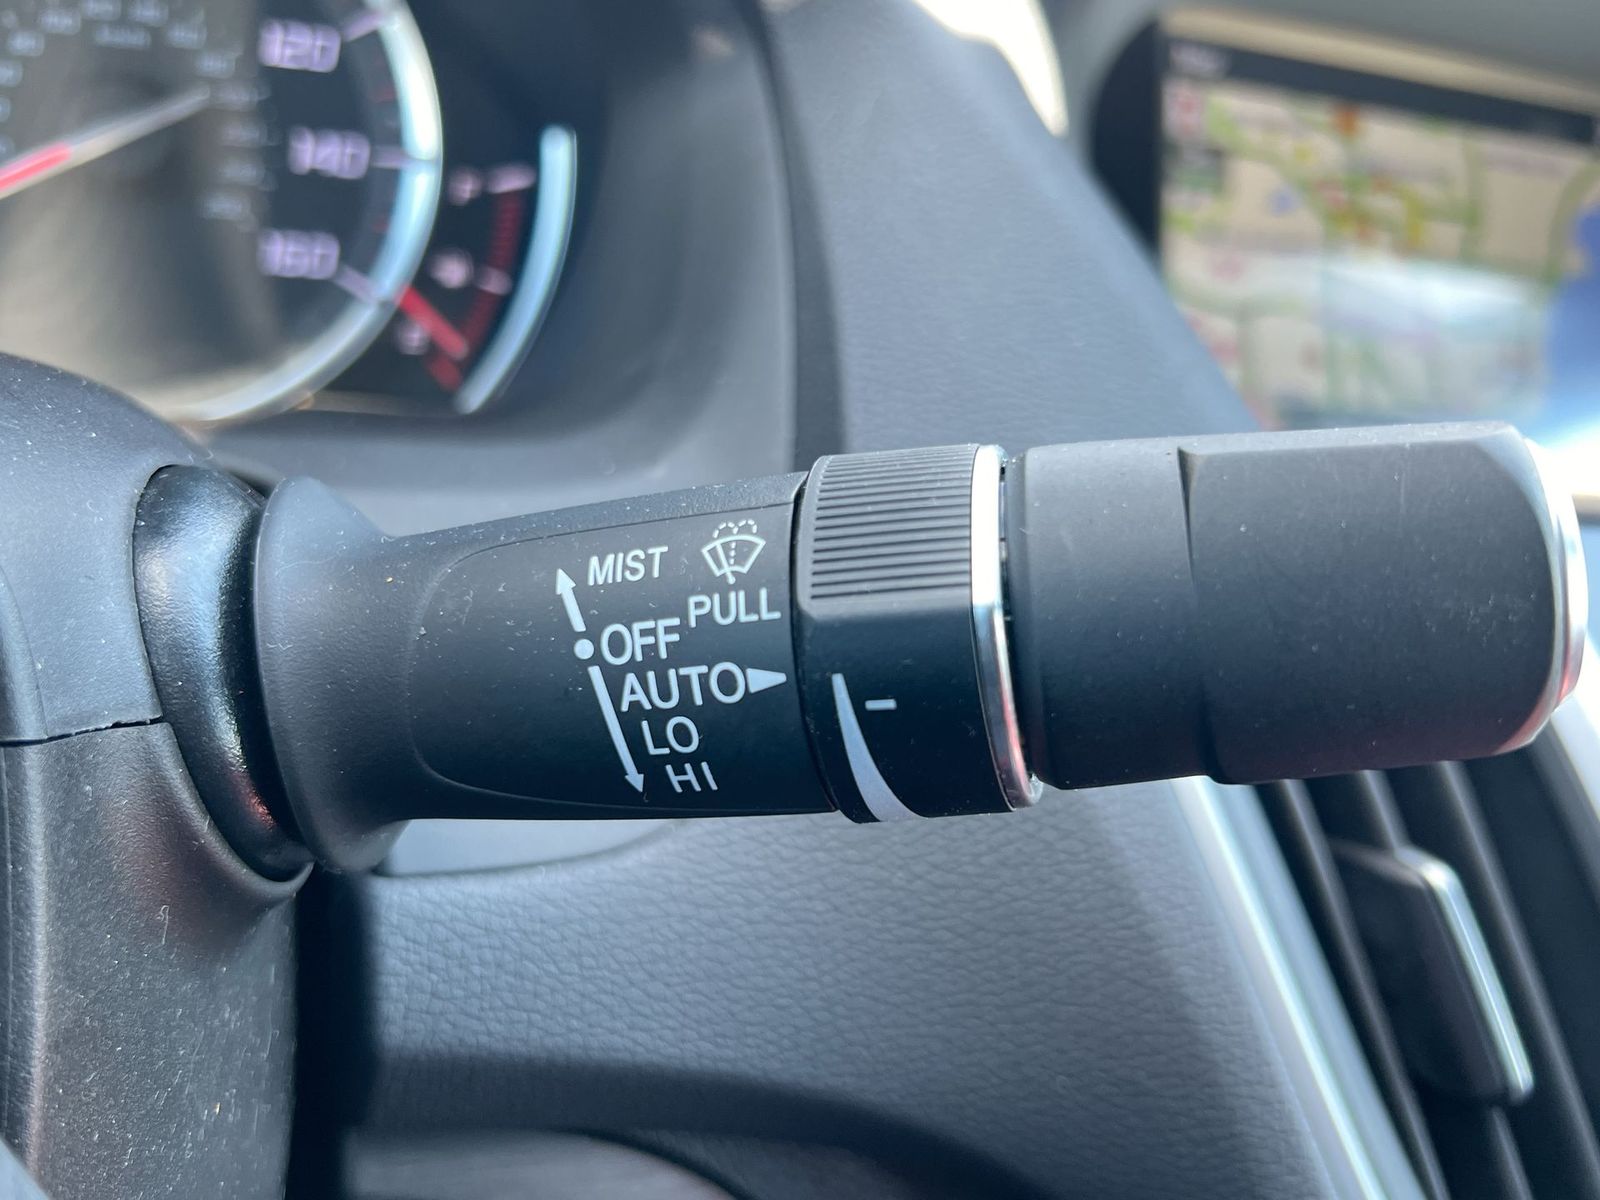 120
140
160
MIST
PULL
OFF
AUTO
LO
HI